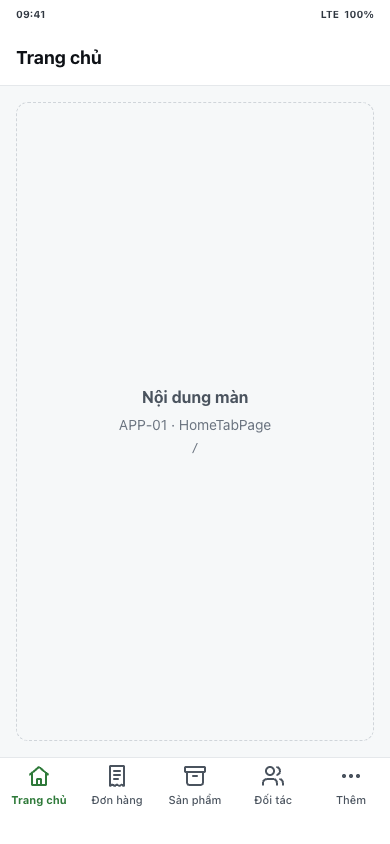 09:41 LTE 100%
Trang chủ
Nội dung màn
APP-01 · HomeTabPage
/
Trang chủ Đơn hàng Sản phẩm Đối tác Thêm